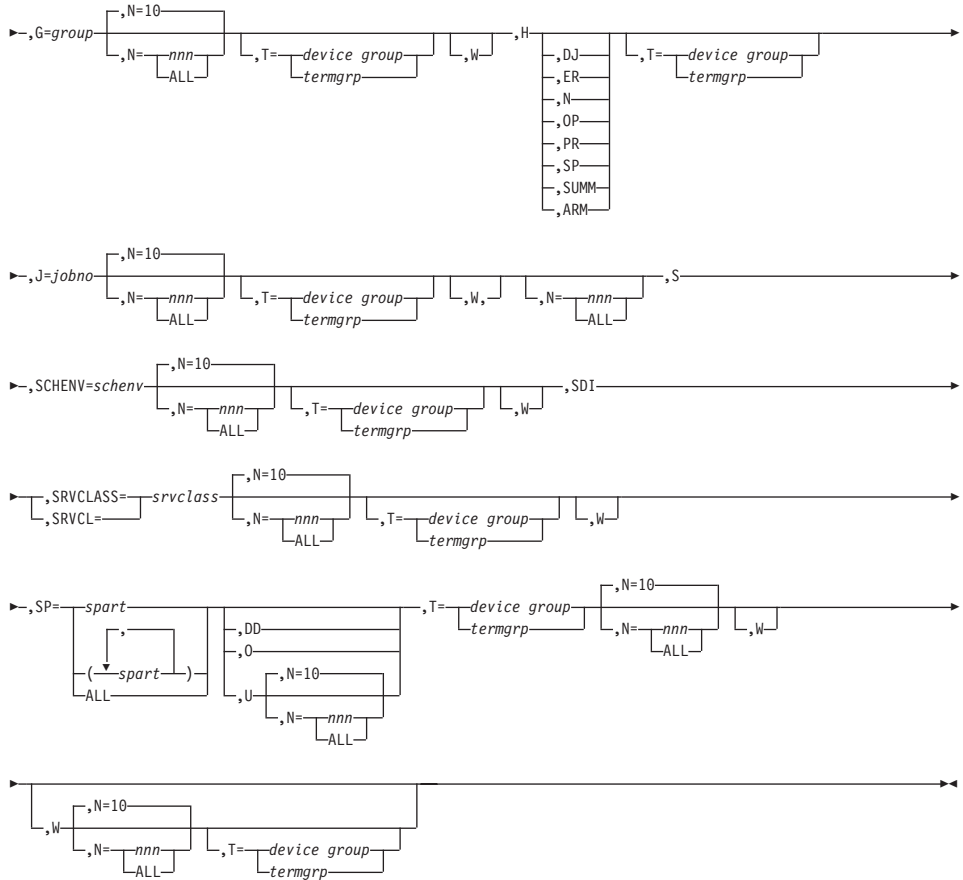 ,N=10
,G=group ,N= nnn ,T= device group ,W ,H ,DJ ,T= device group
ALL termgrp ,ER termgrp
,N
,OP
,PR
,SP
,SUMM
,ARM
,N=10
,J=jobno ,N= nnn ,T= device group ,W, ,N= nnn ,S
ALL termgrp ALL
,N=10
,SCHENV=schenv ,N= nnn ,T= device group ,W ,SDI
ALL termgrp
,N=10
,SRVCLASS= srvclass ,N= nnn ,T= device group ,W
,SRVCL= ALL termgrp
,N=10
,SP= spart ,T= device group ,N= nnn ,W
, ,DD termgrp ALL
( spart ) ,O
ALL ,N=10
,U ,N= nnn
ALL
,N=10
,W ,N= nnn ,T= device group
ALL termgrp